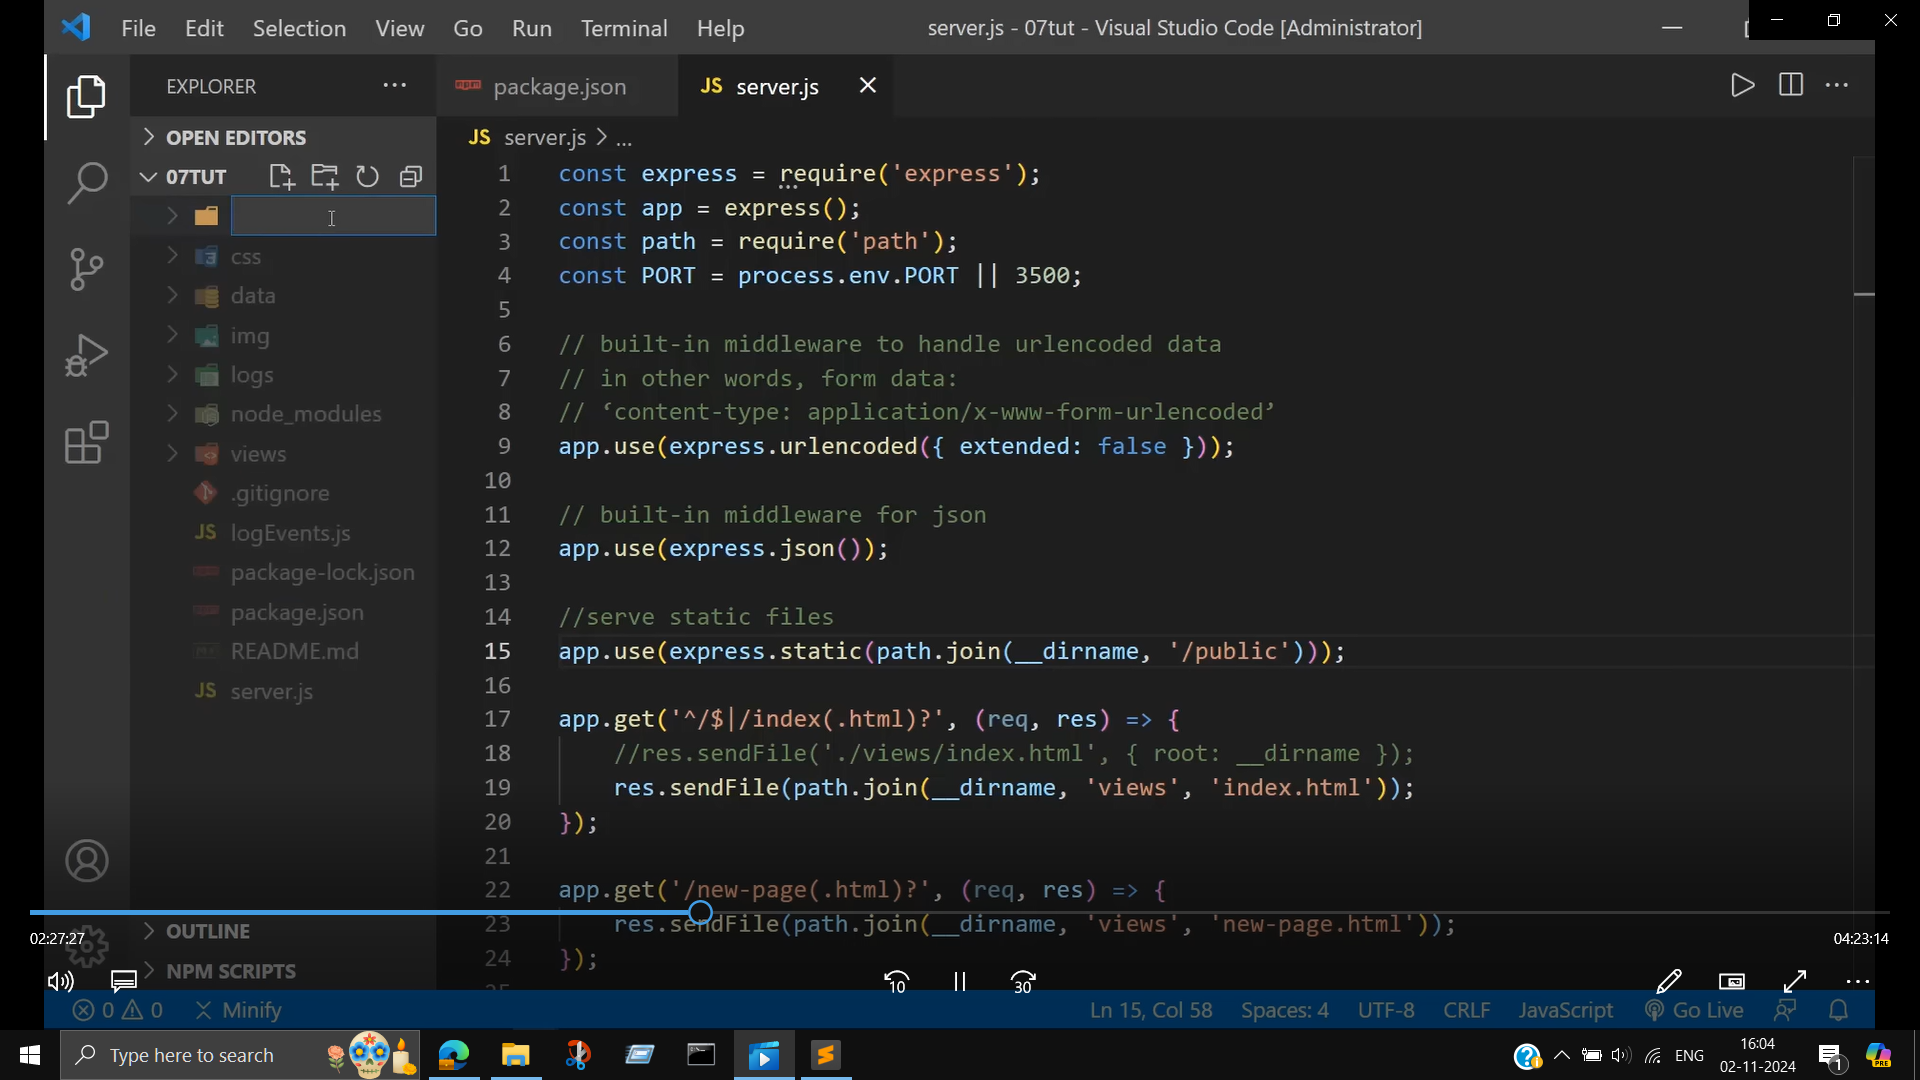 File Edit Selection View Go Run Terminal Help server.js - 07tut - Visual Studio Code [Administrator]
EXPLORER
package.json
JS server.js
OPEN EDITORS
JS server.js > ...
07TUT
css
data
img
logs
node_modules
views
.gitignore
JS logEvents.js
package-lock.json
package.json
README.md
JS server.js
1 const express = require('express');
2 const app = express();
3 const path = require('path');
4 const PORT = process.env.PORT || 3500;
5
6 // built-in middleware to handle urlencoded data
7 // in other words, form data:
8 // ‘content-type: application/x-www-form-urlencoded’
9 app.use(express.urlencoded({ extended: false }));
10
11 // built-in middleware for json
12 app.use(express.json());
13
14 //serve static files
15 app.use(express.static(path.join(__dirname, '/public')));
16
17 app.get('^/$|/index(.html)?', (req, res) => {
18 //res.sendFile('./views/index.html', { root: __dirname });
19 res.sendFile(path.join(__dirname, 'views', 'index.html'));
20 });
21
22 app.get('/new-page(.html)?', (req, res) => {
23 res.sendFile(path.join(__dirname, 'views', 'new-page.html'));
24 });
OUTLINE
NPM SCRIPTS
02:27:27
04:23:14
10
30
0 0 Minify
Ln 15, Col 58 Spaces: 4 UTF-8 CRLF JavaScript Go Live
Type here to search
ENG
16:04
02-11-2024
1
PRE